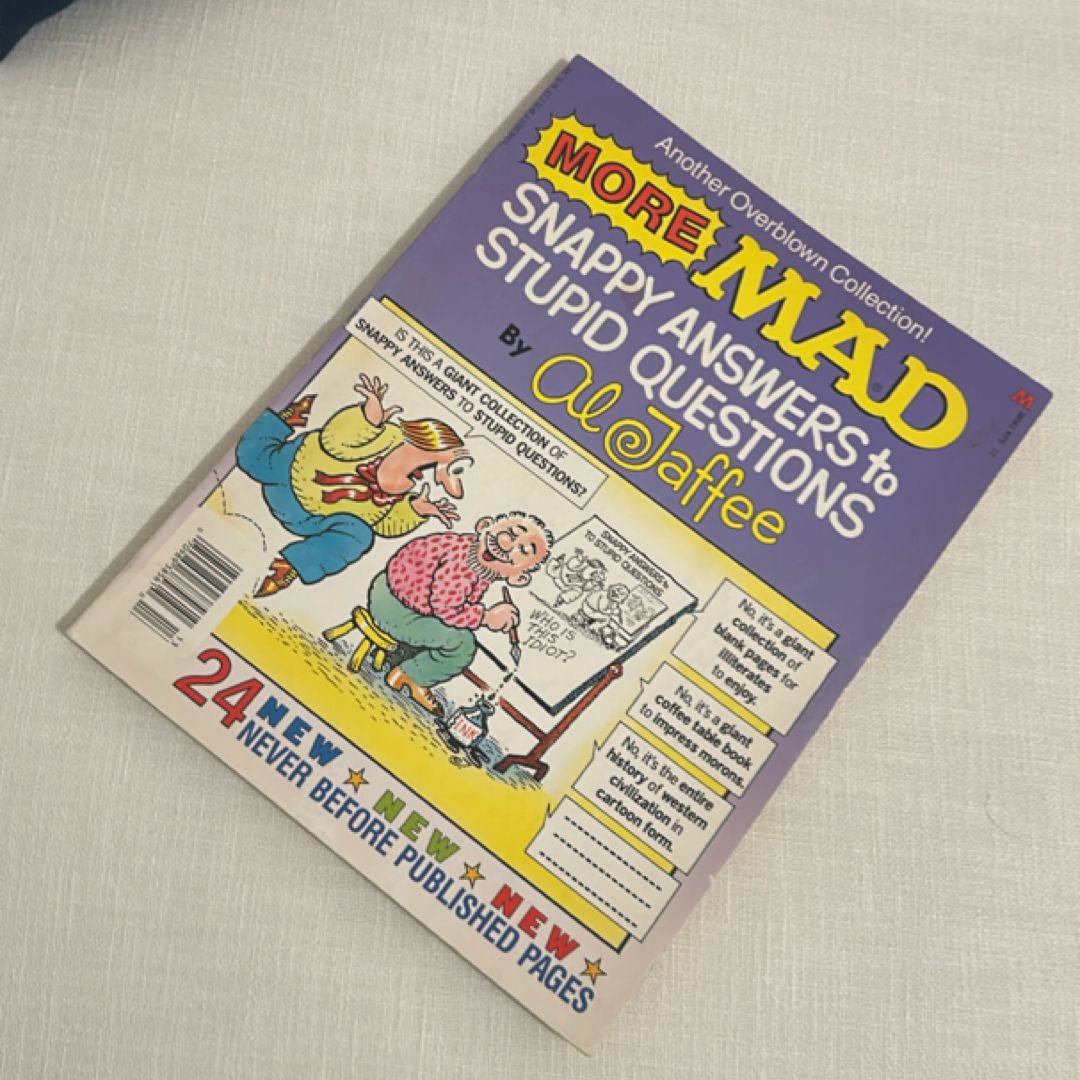 Another Overblown Collection!
MORE MAD
SNAPPY ANSWERS to
STUPID QUESTIONS
By Al Jaffee
IS THIS A GIANT COLLECTION OF
SNAPPY ANSWERS TO STUPID QUESTIONS?
SNAPPY ANSWERS
TO STUPID QUESTIONS
WHO IS
THIS
IDIOT?
INK
No, it's a giant
collection of
blank pages for
illiterates
to enjoy.
No, it's a giant
coffee table book
to impress morons.
No, it's the entire
history of western
civilization in
cartoon form.
24 NEW NEW NEW
NEVER BEFORE PUBLISHED PAGES